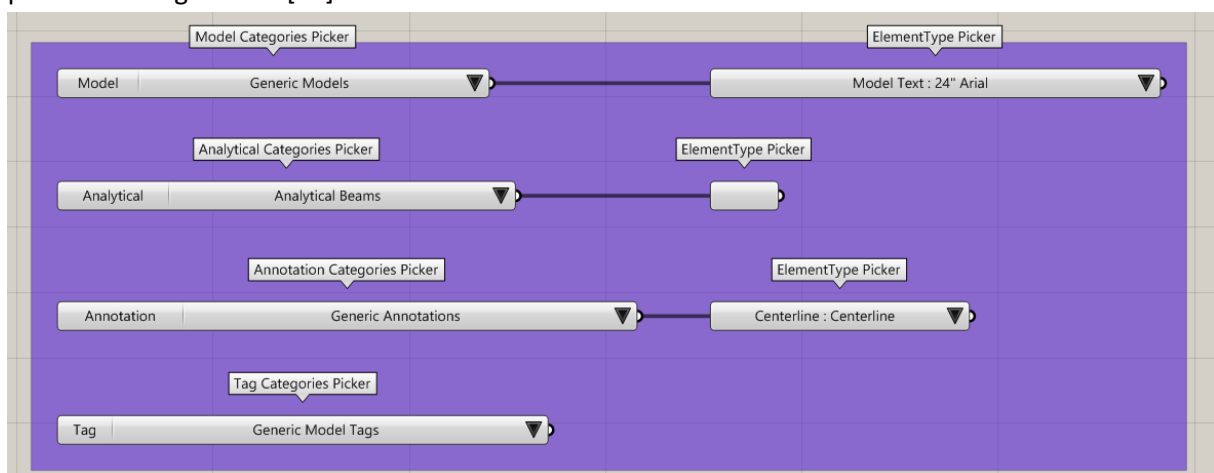 Model Categories Picker ElementType Picker
Model Generic Models Model Text : 24" Arial
Analytical Categories Picker ElementType Picker
Analytical Analytical Beams
Annotation Categories Picker ElementType Picker
Annotation Generic Annotations Centerline : Centerline
Tag Categories Picker
Tag Generic Model Tags